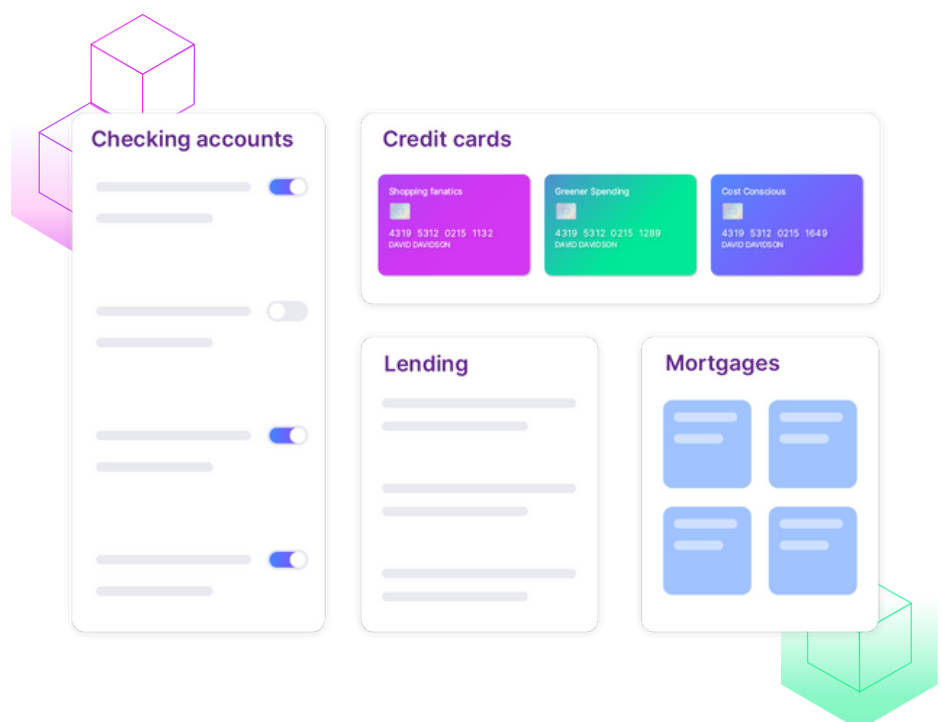 Checking accounts
Credit cards
Shopping fanatics
4319 5312 0215 1132
DAVID DAVIDSON
Greener Spending
4319 5312 0215 1289
DAVID DAVIDSON
Cost Conscious
4319 5312 0215 1649
DAVID DAVIDSON
Lending
Mortgages